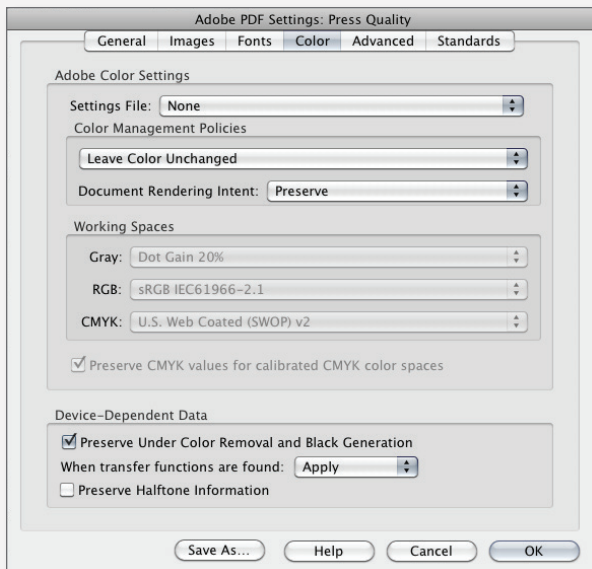 Adobe PDF Settings: Press Quality
General Images Fonts Color Advanced Standards
Adobe Color Settings
Settings File: None
Color Management Policies
Leave Color Unchanged
Document Rendering Intent: Preserve
Working Spaces
Gray: Dot Gain 20%
RGB: sRGB IEC61966-2.1
CMYK: U.S. Web Coated (SWOP) v2
Preserve CMYK values for calibrated CMYK color spaces
Device-Dependent Data
Preserve Under Color Removal and Black Generation
When transfer functions are found: Apply
Preserve Halftone Information
Save As... Help Cancel OK